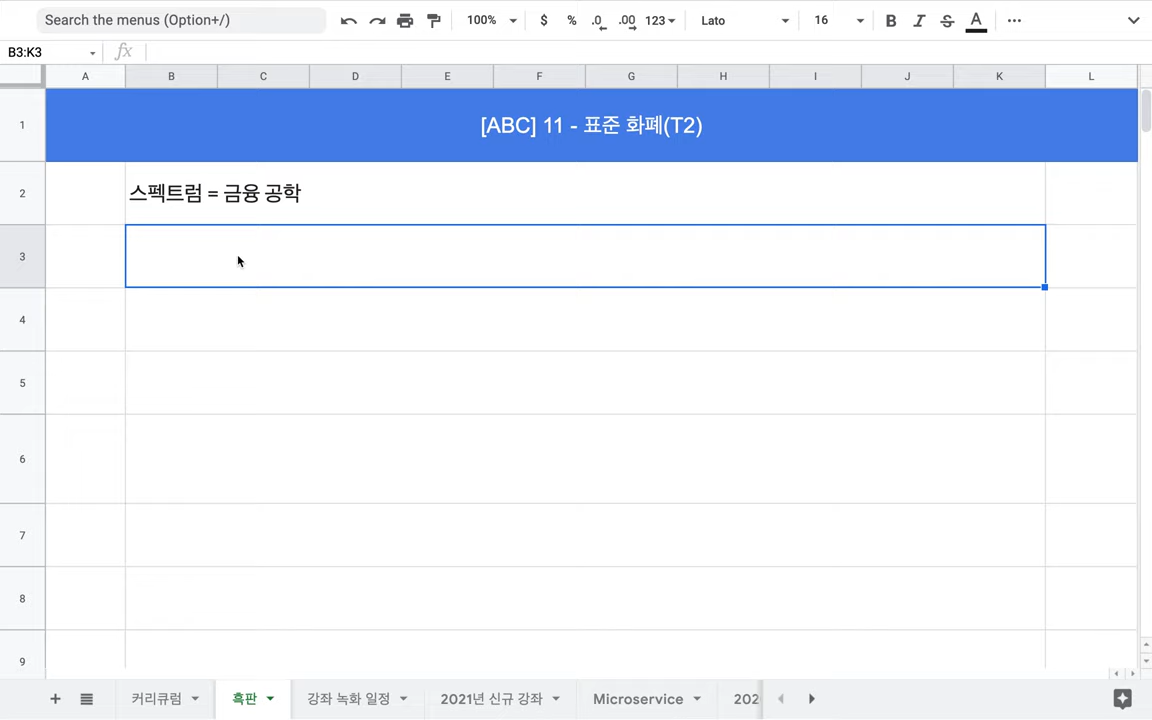 Search the menus (Option+/)
100%
$
%
.0
.00
123
Lato
16
B
I
S
A
B3:K3
fx
A B C D E F G H I J K L
1
[ABC] 11 - 표준 화폐(T2)
2
스펙트럼 = 금융 공학
3
4
5
6
7
8
9
커리큘럼
흑판
강좌 녹화 일정
2021년 신규 강좌
Microservice
202